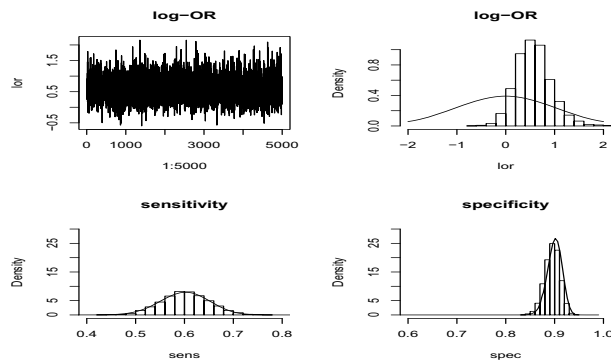 log−OR
lor
−0.5 0.5 1.5
0 1000 3000 5000
1:5000
log−OR
Density
0.0 0.4 0.8
−2 −1 0 1 2
lor
sensitivity
Density
0 5 15 25
0.4 0.5 0.6 0.7 0.8
sens
specificity
Density
0 5 15 25
0.6 0.7 0.8 0.9 1.0
spec